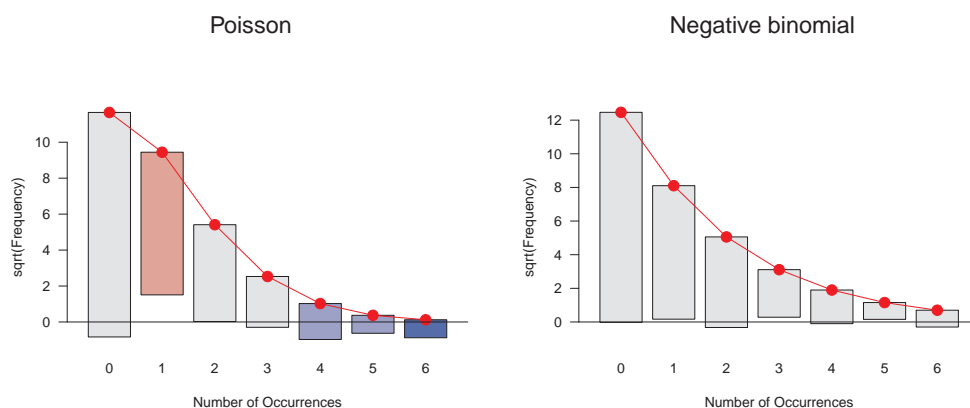 Poisson
Negative binomial
sqrt(Frequency)
10
8
6
4
2
0
0 1 2 3 4 5 6
Number of Occurrences
sqrt(Frequency)
12
10
8
6
4
2
0
0 1 2 3 4 5 6
Number of Occurrences